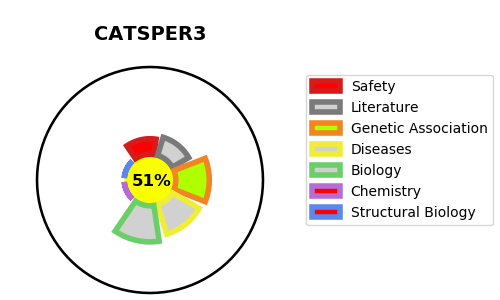 CATSPER3
51%
Safety
Literature
Genetic Association
Diseases
Biology
Chemistry
Structural Biology